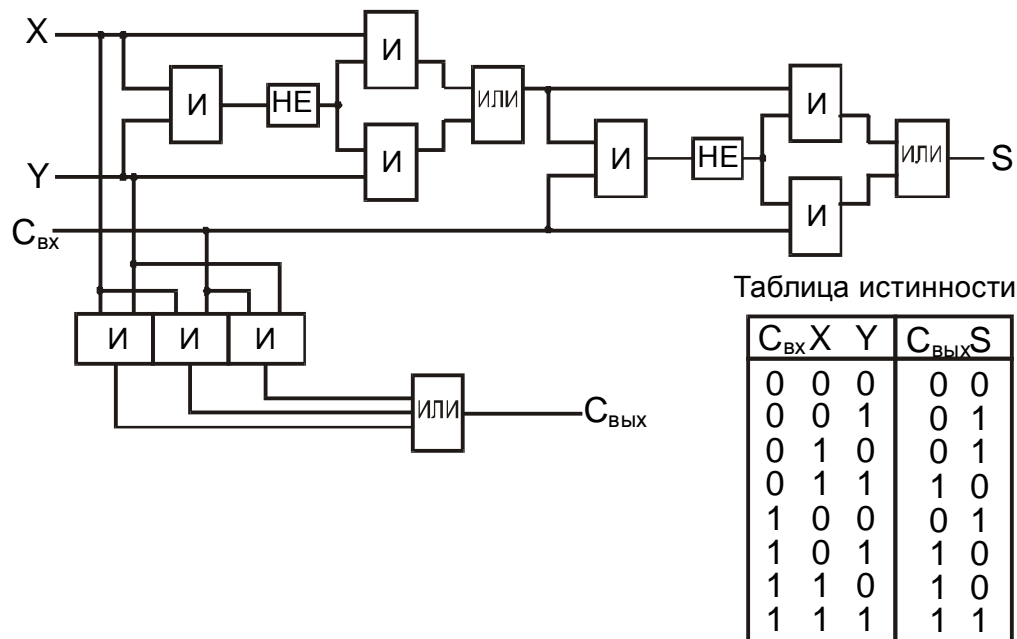 X
И
И
НЕ
ИЛИ
И
И
НЕ
И
ИЛИ
S
Y
И
И
Cвх
И И И
ИЛИ
Cвых
Таблица истинности
Cвх X Y Cвых S
0 0 0 0 0
0 0 1 0 1
0 1 0 0 1
0 1 1 1 0
1 0 0 0 1
1 0 1 1 0
1 1 0 1 0
1 1 1 1 1